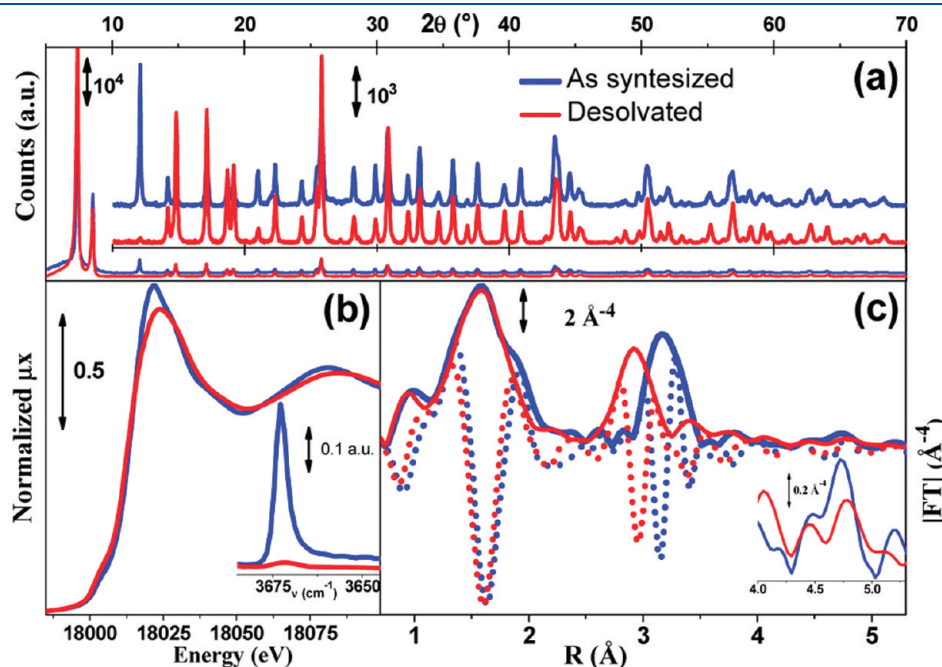 10 20 30 2θ (°) 40 50 60 70
As syntesized
Desolvated
(a)
10⁴
10³
Counts (a.u.)
(b)
(c)
2 Å⁻⁴
0.5
0.1 a.u.
Normalized μx
|FT| (Å⁻⁴)
0.2 Å⁻⁴
3675 ν (cm⁻¹) 3650
4.0 4.5 5.0
18000 18025 18050 18075
1 2 3 4 5
Energy (eV)
R (Å)